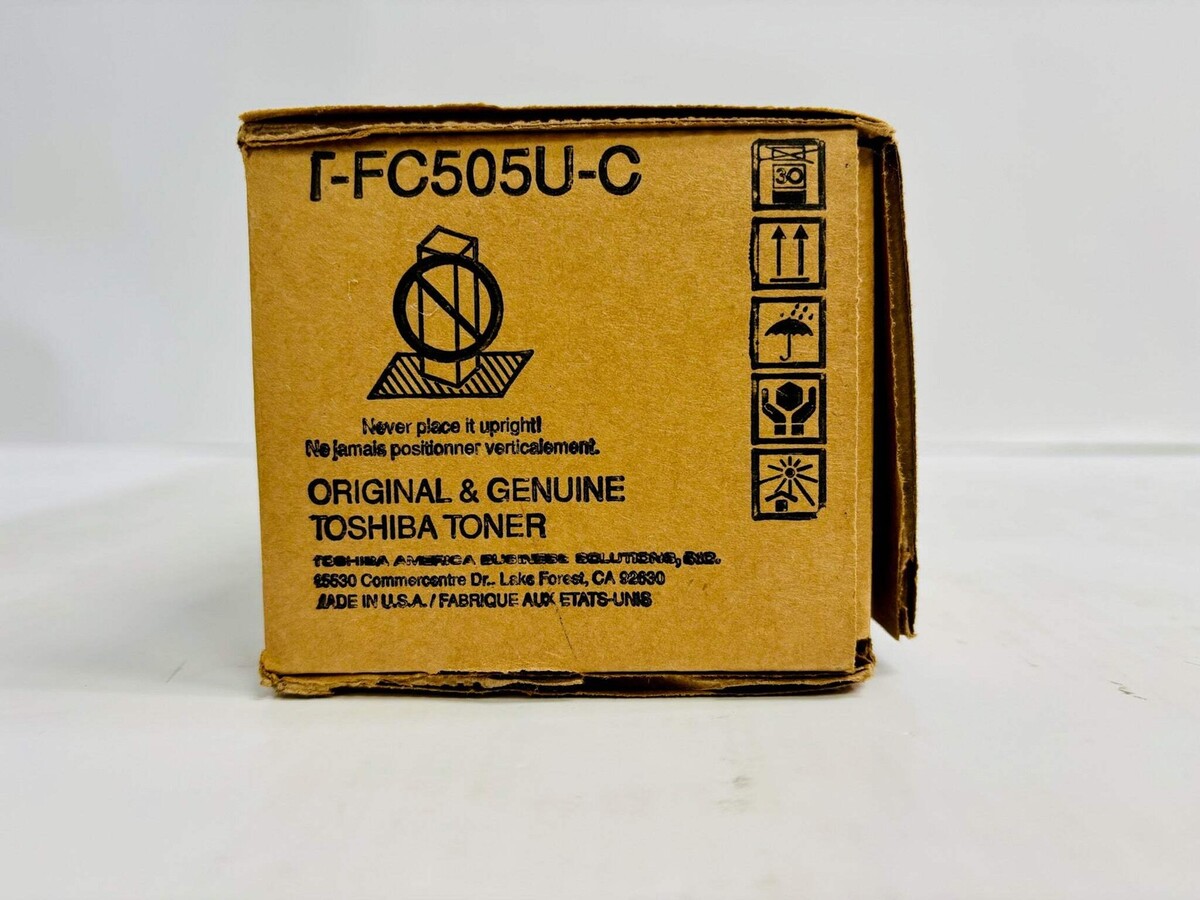 T-FC505U-C
30
Never place it upright!
Ne jamais positionner verticalement.
ORIGINAL & GENUINE
TOSHIBA TONER
TOSHIBA AMERICA BUSINESS SOLUTIONS, INC.
25530 Commercentre Dr., Lake Forest, CA 92630
MADE IN U.S.A. / FABRIQUE AUX ETATS-UNIS